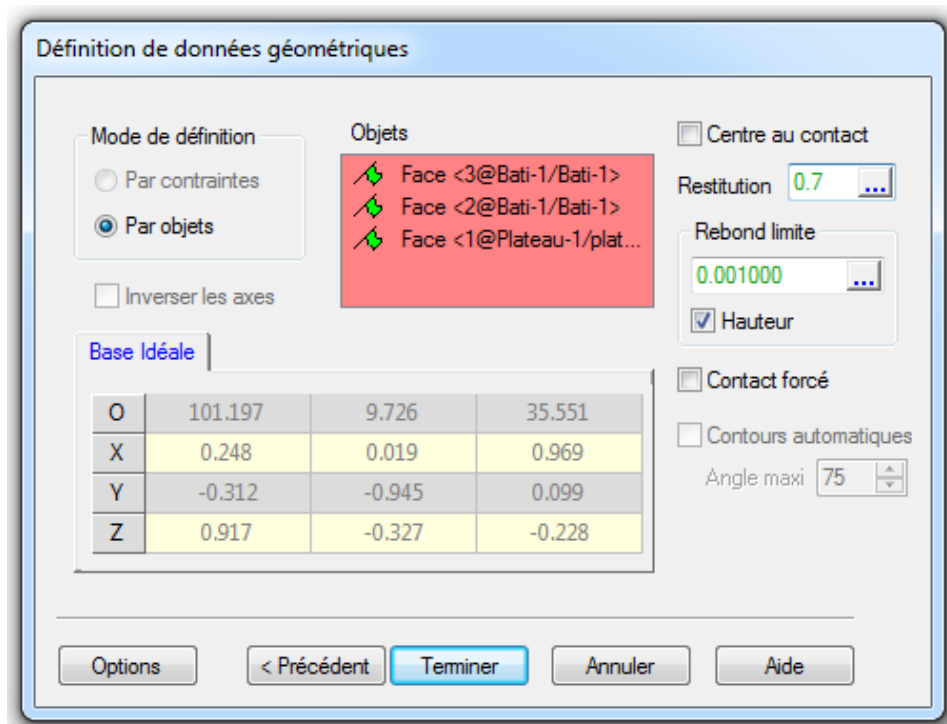 Définition de données géométriques
Mode de définition
Par contraintes
Par objets
Inverser les axes
Objets
Face <3@Bati-1/Bati-1>
Face <2@Bati-1/Bati-1>
Face <1@Plateau-1/plat...
Centre au contact
Restitution 0.7 ...
Rebond limite
0.001000 ...
Hauteur
Contact forcé
Contours automatiques
Angle maxi 75
Base Idéale
O 101.197 9.726 35.551
X 0.248 0.019 0.969
Y -0.312 -0.945 0.099
Z 0.917 -0.327 -0.228
Options < Précédent Terminer Annuler Aide